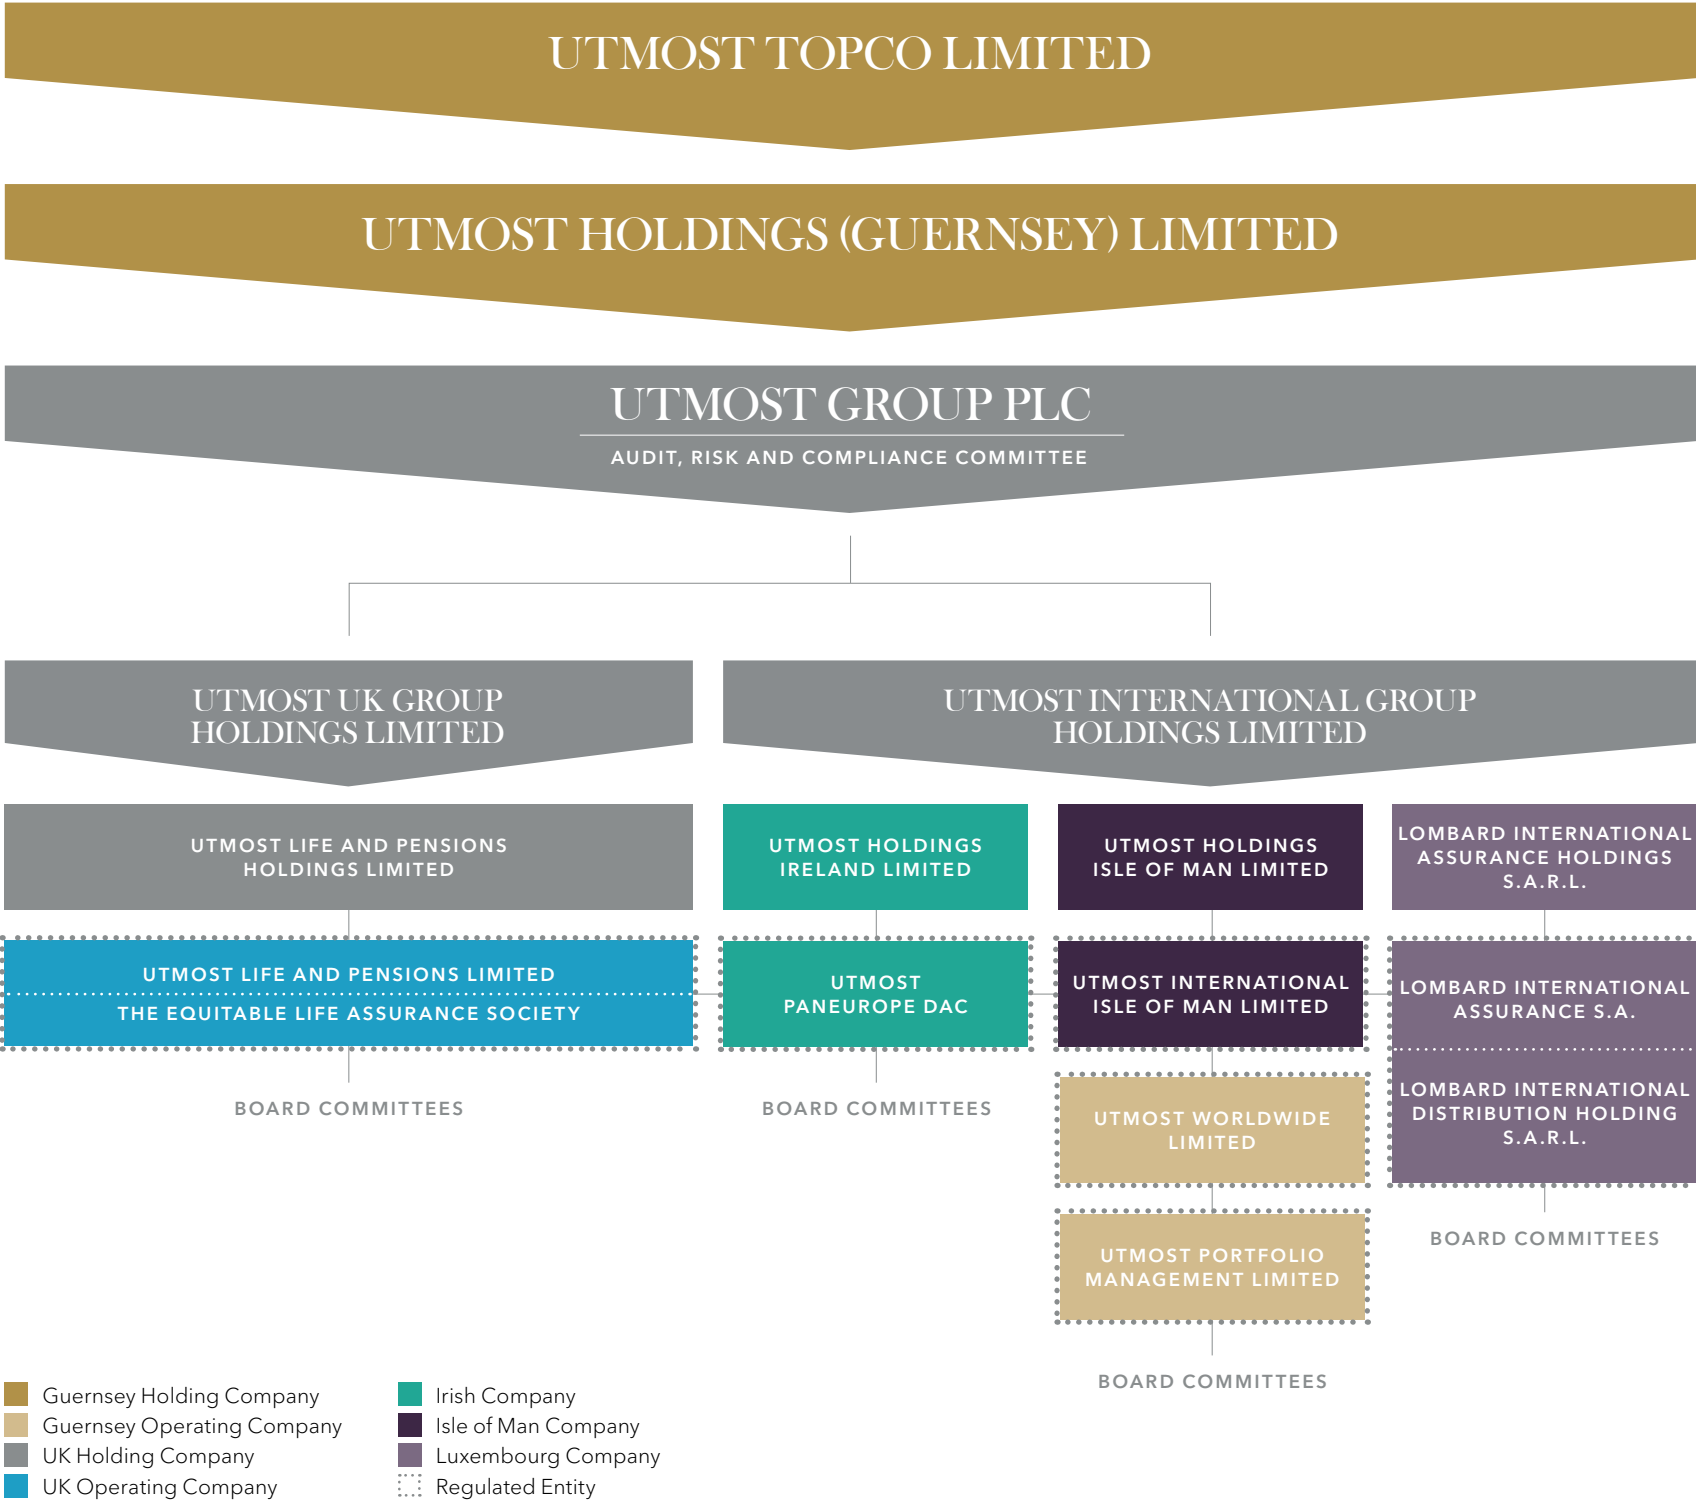 UTMOST TOPCO LIMITED
UTMOST HOLDINGS (GUERNSEY) LIMITED
UTMOST GROUP PLC
AUDIT, RISK AND COMPLIANCE COMMITTEE
UTMOST UK GROUP
HOLDINGS LIMITED
UTMOST INTERNATIONAL GROUP
HOLDINGS LIMITED
UTMOST LIFE AND PENSIONS
HOLDINGS LIMITED
UTMOST HOLDINGS
IRELAND LIMITED
UTMOST HOLDINGS
ISLE OF MAN LIMITED
LOMBARD INTERNATIONAL
ASSURANCE HOLDINGS
S.A.R.L.
UTMOST LIFE AND PENSIONS LIMITED
THE EQUITABLE LIFE ASSURANCE SOCIETY
UTMOST
PANEUROPE DAC
UTMOST INTERNATIONAL
ISLE OF MAN LIMITED
LOMBARD INTERNATIONAL
ASSURANCE S.A.
BOARD COMMITTEES
BOARD COMMITTEES
UTMOST WORLDWIDE
LIMITED
LOMBARD INTERNATIONAL
DISTRIBUTION HOLDING
S.A.R.L.
UTMOST PORTFOLIO
MANAGEMENT LIMITED
BOARD COMMITTEES
BOARD COMMITTEES
Guernsey Holding Company
Guernsey Operating Company
UK Holding Company
UK Operating Company
Irish Company
Isle of Man Company
Luxembourg Company
Regulated Entity